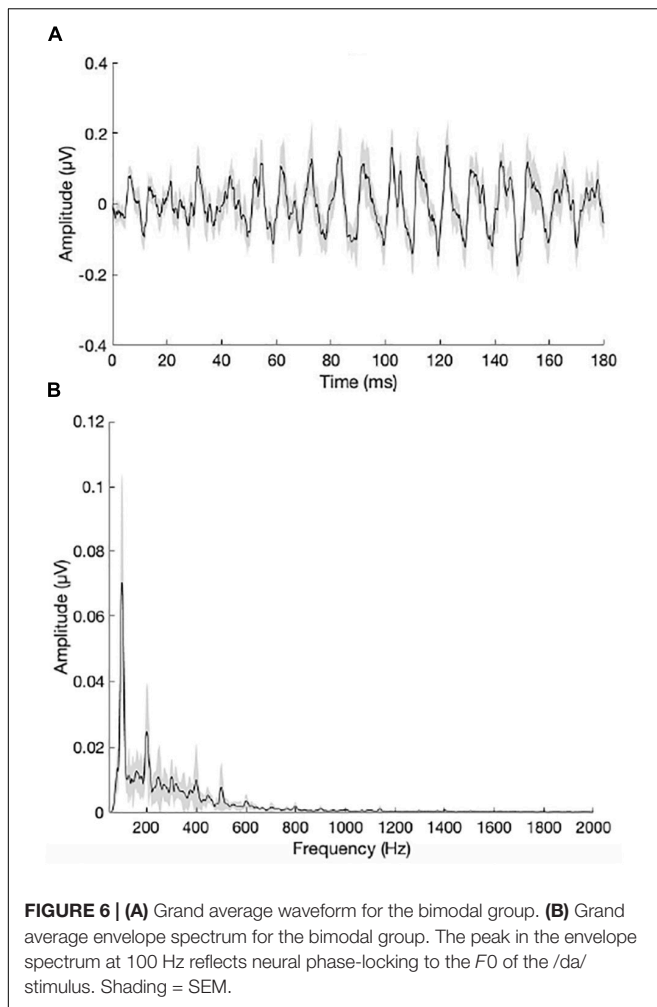 A
0.4
0.2
0
-0.2
-0.4
Amplitude (µV)
0 20 40 60 80 100 120 140 160 180
Time (ms)
B
0.12
0.1
0.08
0.06
0.04
0.02
0
Amplitude (µV)
200 400 600 800 1000 1200 1400 1600 1800 2000
Frequency (Hz)
FIGURE 6 | (A) Grand average waveform for the bimodal group. (B) Grand
average envelope spectrum for the bimodal group. The peak in the envelope
spectrum at 100 Hz reflects neural phase-locking to the F0 of the /da/
stimulus. Shading = SEM.